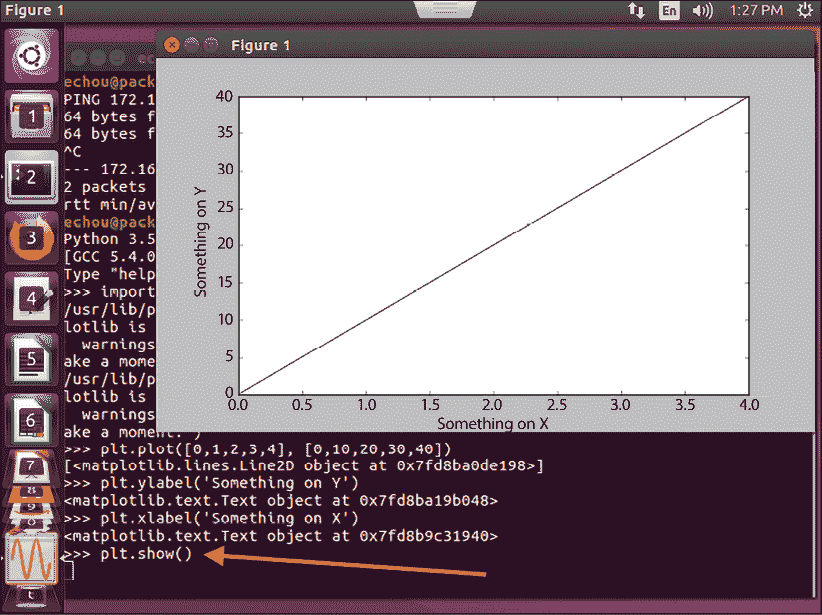 Figure 1
En
1:27 PM
Figure 1
echou@pack
PING 172.1
64 bytes f
64 bytes f
^C
--- 172.16
2 packets
rtt min/av
echou@pack
Python 3.5
[GCC 5.4.0
Type "help
>>> import
/usr/lib/p
lotlib is
warnings
ake a mome
/usr/lib/p
lotlib is
warnings
ake a moment.')
>>> plt.plot([0,1,2,3,4], [0,10,20,30,40])
[<matplotlib.lines.Line2D object at 0x7fd8ba0de198>]
>>> plt.ylabel('Something on Y')
<matplotlib.text.Text object at 0x7fd8ba19b048>
>>> plt.xlabel('Something on X')
<matplotlib.text.Text object at 0x7fd8b9c31940>
>>> plt.show()
40
35
30
25
20
15
10
5
0
Something on Y
0.0 0.5 1.0 1.5 2.0 2.5 3.0 3.5 4.0
Something on X
1
2
3
4
5
6
7
8
9
t